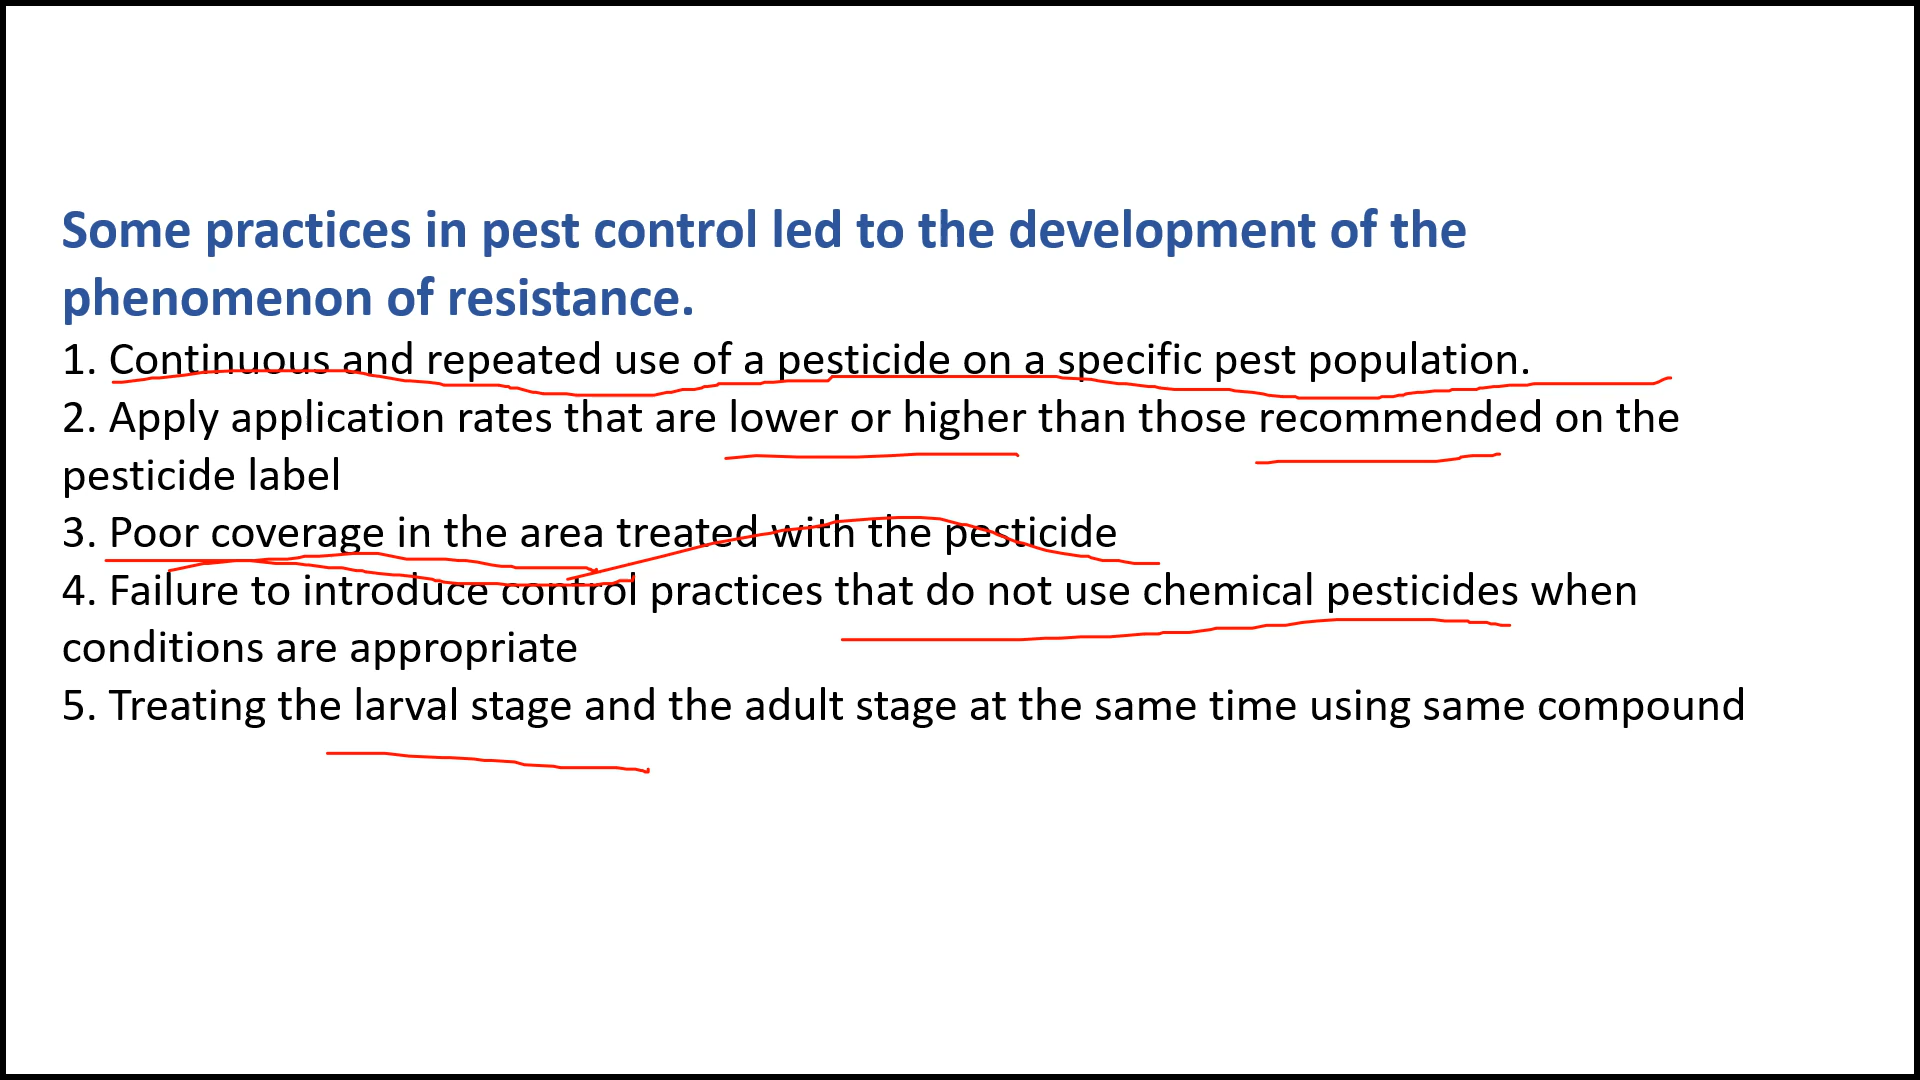 Some practices in pest control led to the development of the
phenomenon of resistance.
1. Continuous and repeated use of a pesticide on a specific pest population.
2. Apply application rates that are lower or higher than those recommended on the
pesticide label
3. Poor coverage in the area treated with the pesticide
4. Failure to introduce control practices that do not use chemical pesticides when
conditions are appropriate
5. Treating the larval stage and the adult stage at the same time using same compound